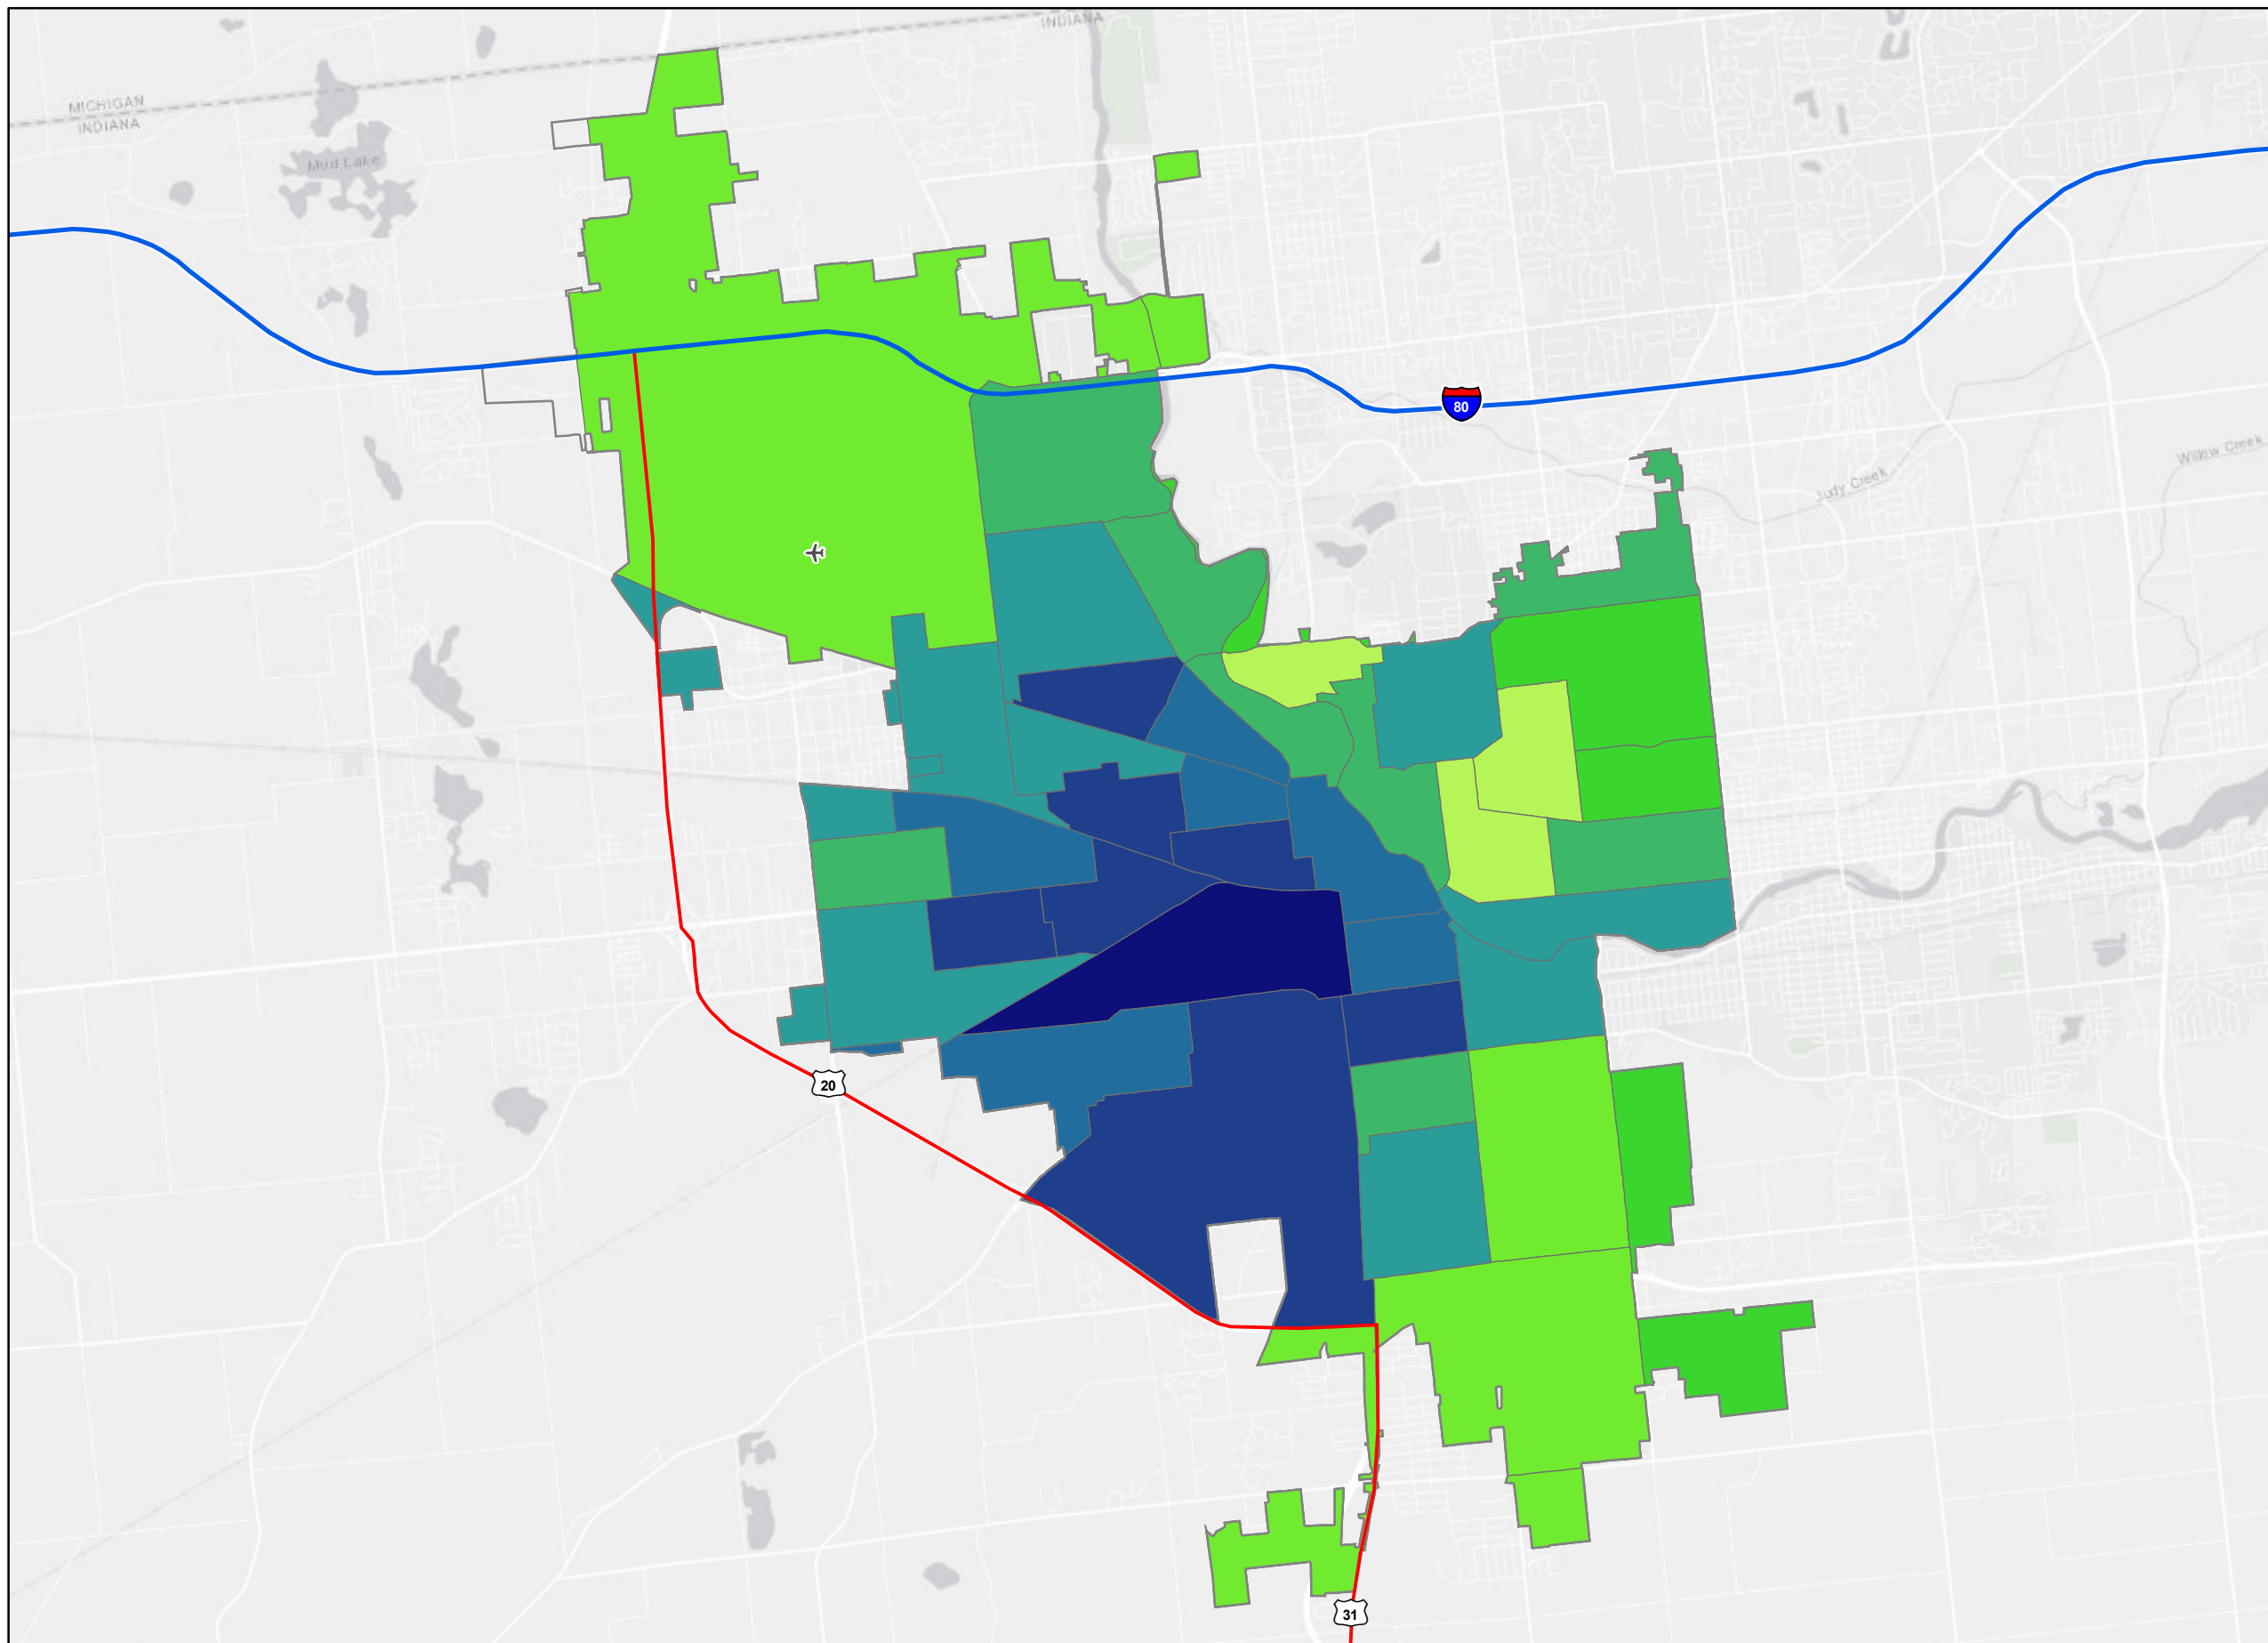 INDIANA
MICHIGAN
INDIANA
Mud Lake
80
Willow Creek
Judy Creek
20
31